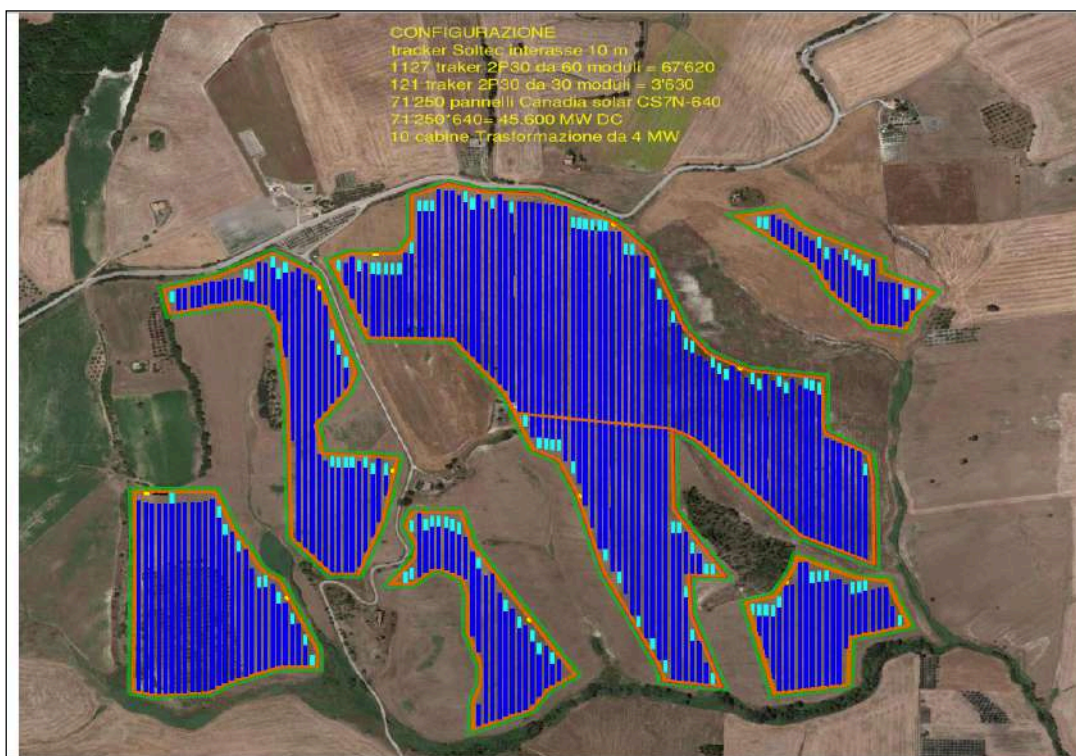 CONFIGURAZIONE
tracker Soltec interasse 10 m
1127 traker 2P30 da 60 moduli = 67'620
121 traker 2P30 da 30 moduli = 3'630
71'250 pannelli Canadia solar CS7N-640
71'250*640= 45.600 MW DC
10 cabine Trasformazione da 4 MW